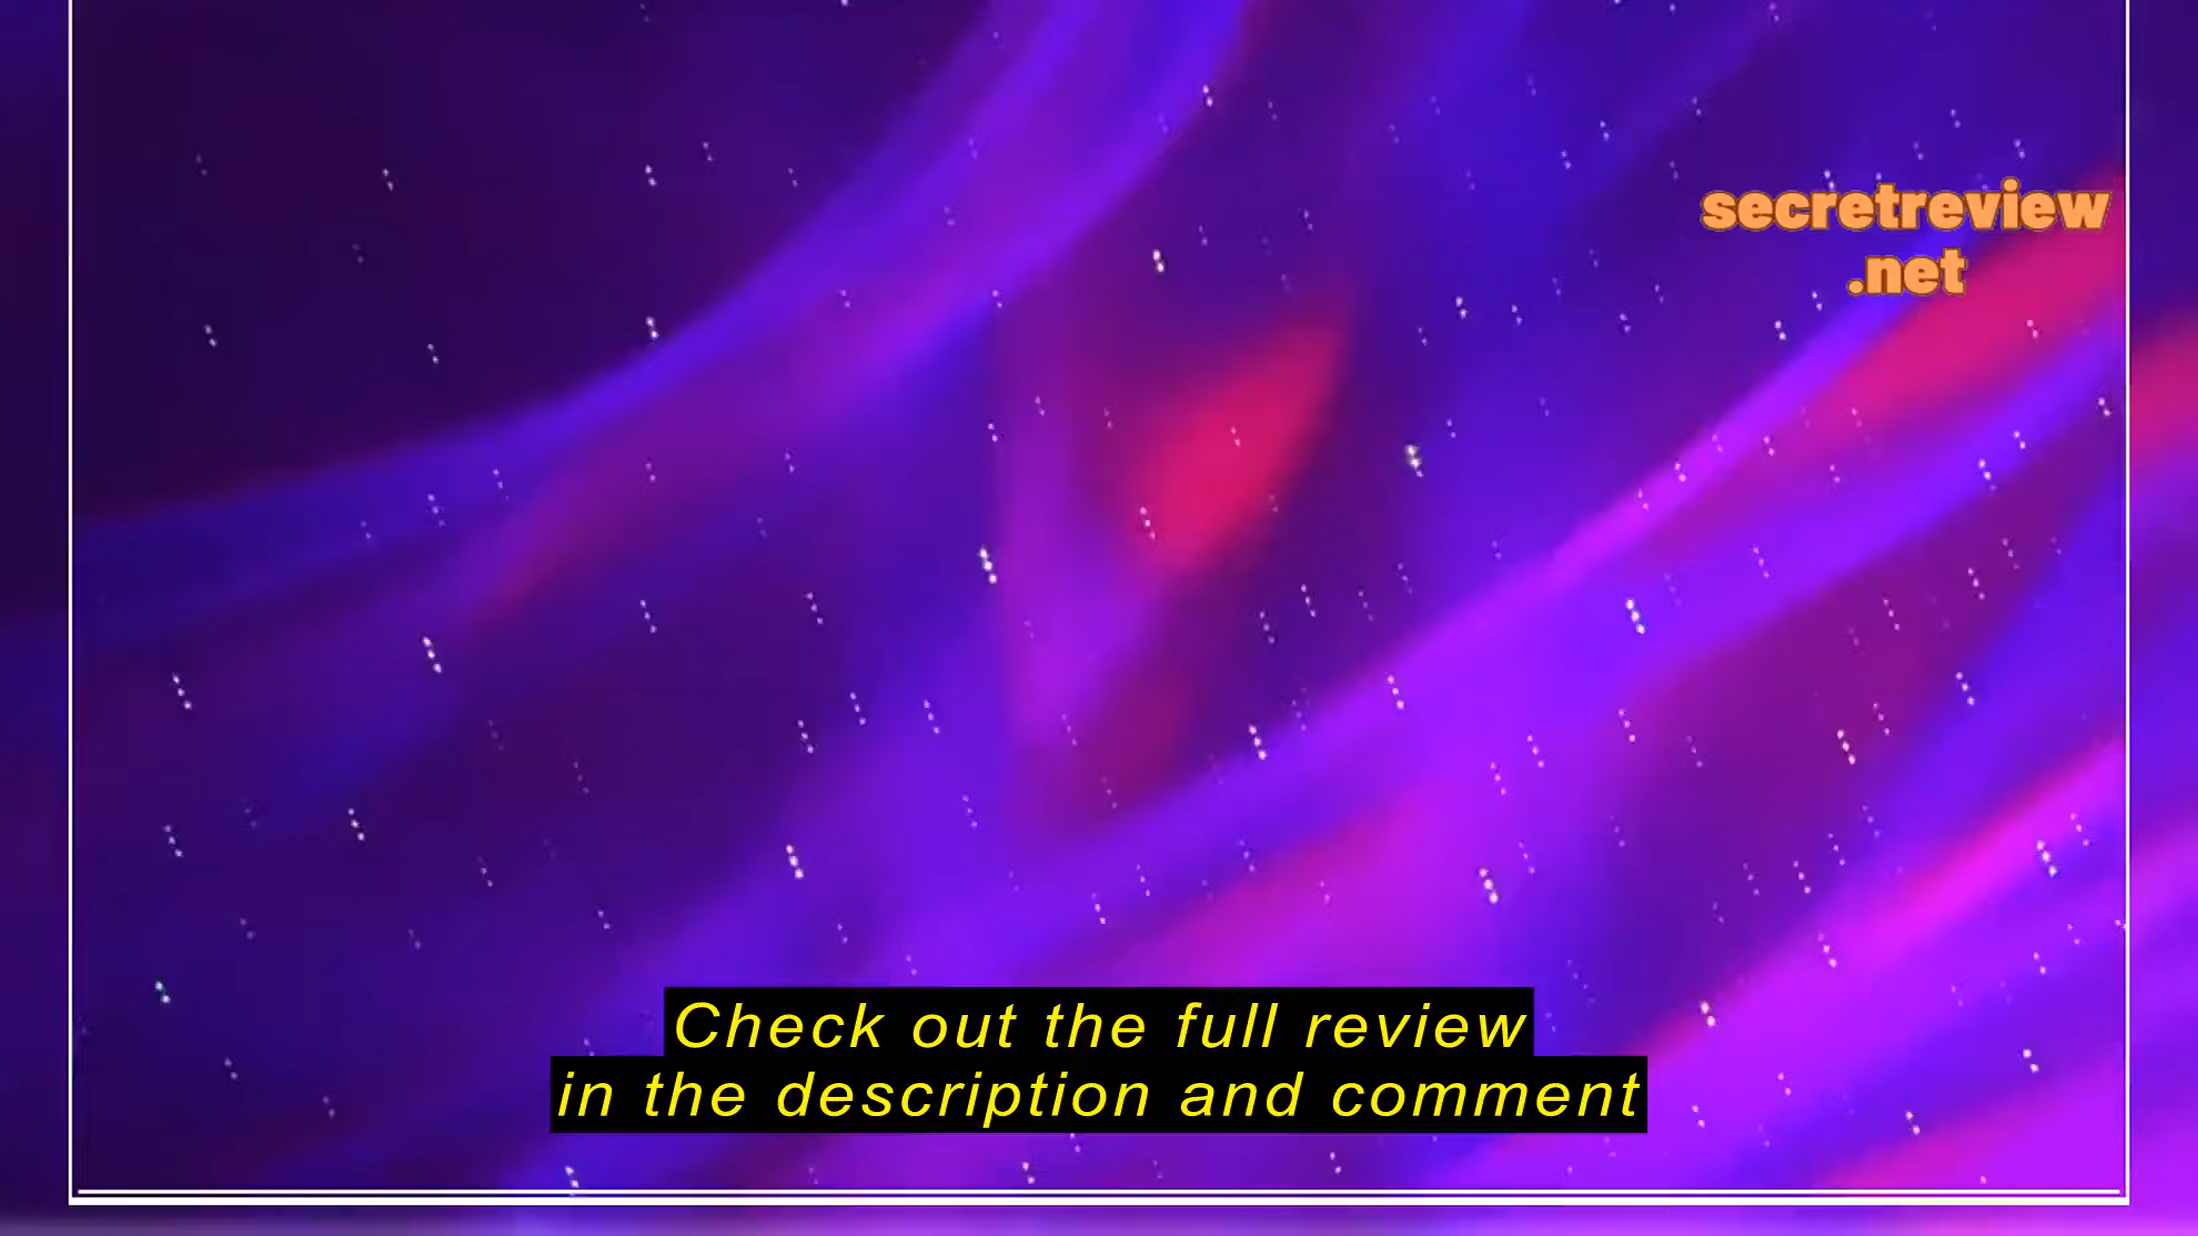 secretreview
.net
Check out the full review
in the description and comment